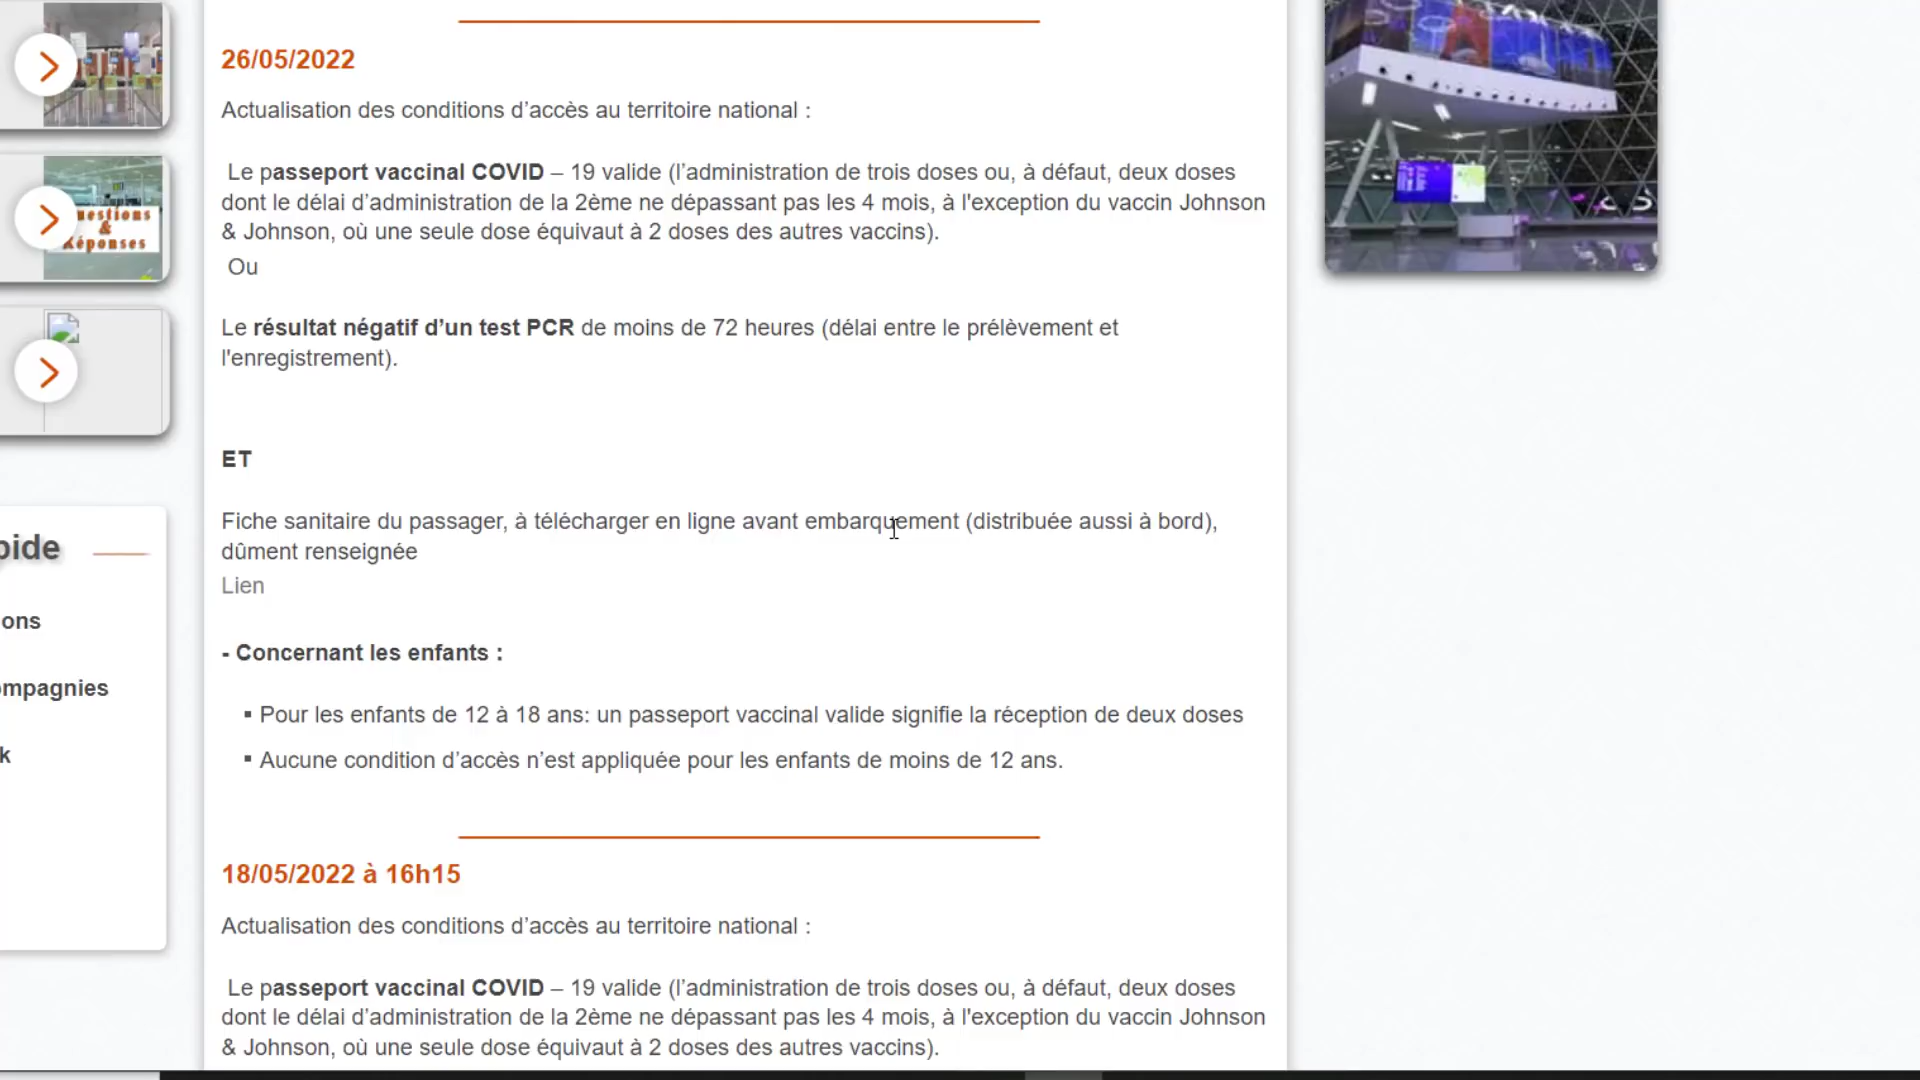 26/05/2022
Actualisation des conditions d’accès au territoire national :
Le passeport vaccinal COVID – 19 valide (l’administration de trois doses ou, à défaut, deux doses
dont le délai d’administration de la 2ème ne dépassant pas les 4 mois, à l'exception du vaccin Johnson
& Johnson, où une seule dose équivaut à 2 doses des autres vaccins).
Ou
Le résultat négatif d’un test PCR de moins de 72 heures (délai entre le prélèvement et
l'enregistrement).
ET
Fiche sanitaire du passager, à télécharger en ligne avant embarquement (distribuée aussi à bord),
dûment renseignée
Lien
- Concernant les enfants :
▪ Pour les enfants de 12 à 18 ans: un passeport vaccinal valide signifie la réception de deux doses
▪ Aucune condition d’accès n’est appliquée pour les enfants de moins de 12 ans.
18/05/2022 à 16h15
Actualisation des conditions d’accès au territoire national :
Le passeport vaccinal COVID – 19 valide (l’administration de trois doses ou, à défaut, deux doses
dont le délai d’administration de la 2ème ne dépassant pas les 4 mois, à l'exception du vaccin Johnson
& Johnson, où une seule dose équivaut à 2 doses des autres vaccins).
uestions
&
Réponses
pide
ons
ompagnies
k